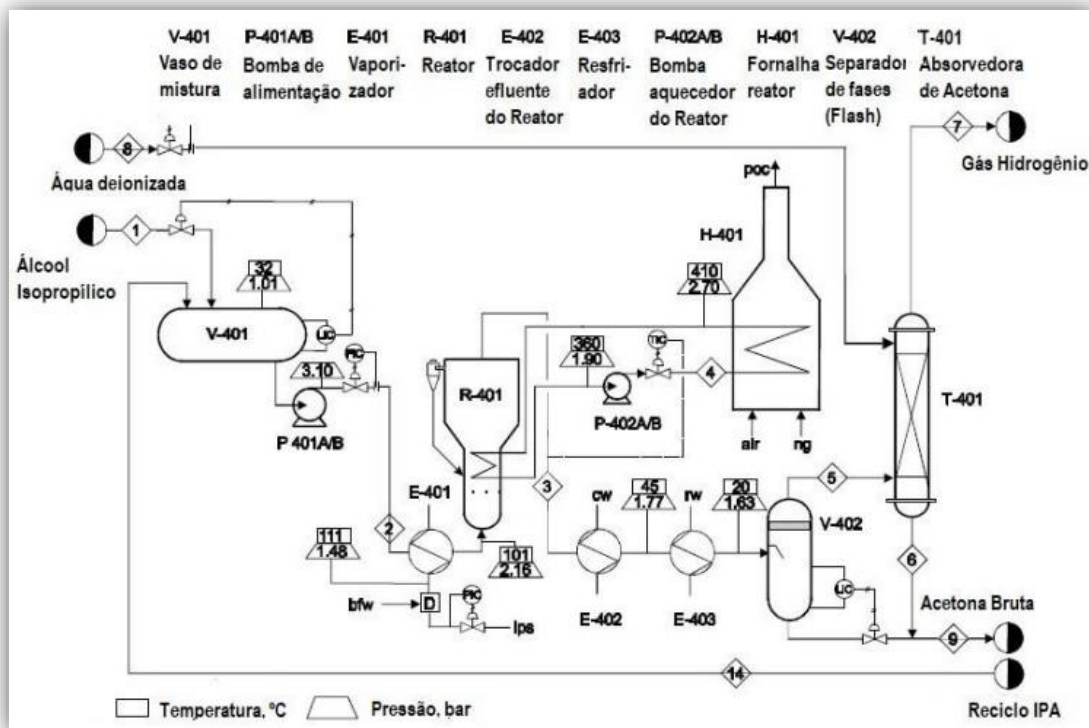 V-401 P-401A/B E-401 R-401 E-402 E-403 P-402A/B H-401 V-402 T-401
Vaso de Bomba de Vapori- Reator Trocador Resfri- Bomba Fornalha Separador Absorvedora
mistura alimentação zador efluente ador aquecedor reator de fases de Acetona
do Reator do Reator (Flash)
8
7
Água deionizada
Gás Hidrogênio
poc
1
H-401
Álcool
Isopropilico
32
1.01
410
2.70
V-401
LIC
360
1.90
TIC
3.10
FIC
4
R-401
P-402A/B
T-401
P 401A/B
air
ng
5
E-401
3
cw
45
1.77
rw
20
1.63
V-402
2
111
1.48
101
2.16
6
LIC
bfw
D
PIC
lps
E-402
E-403
Acetona Bruta
9
14
Temperatura, ºC
Pressão, bar
Reciclo IPA